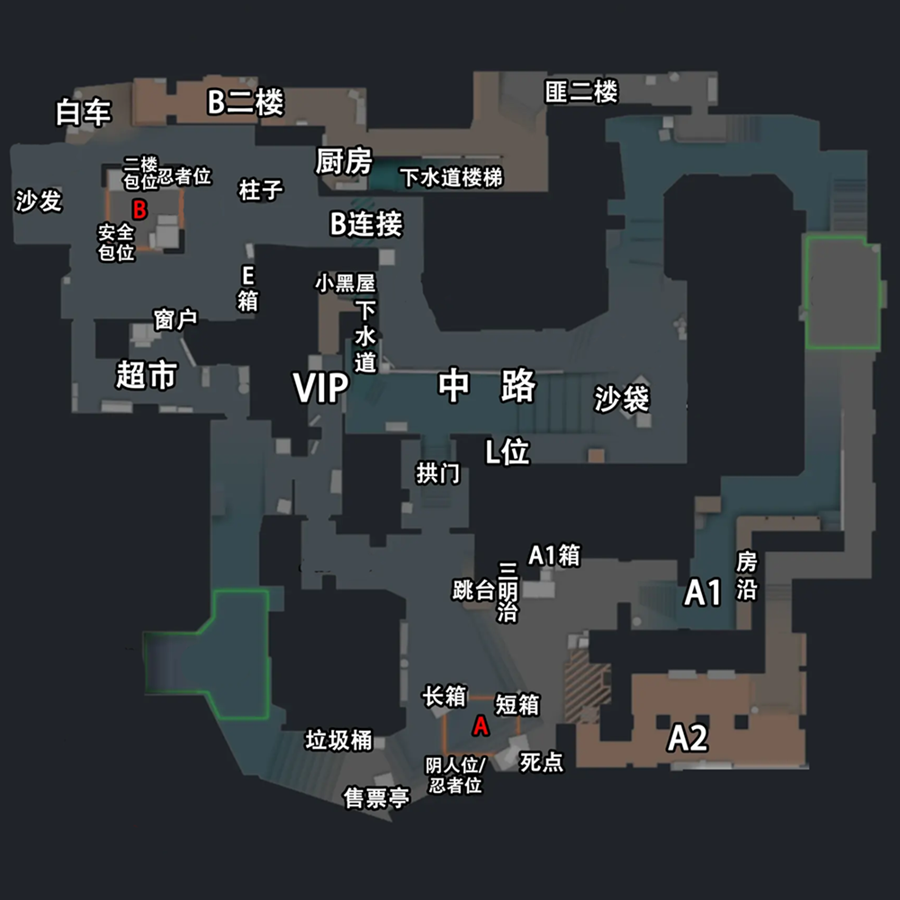 匪二楼
B二楼
白车
厨房
二楼
包位
忍者位
下水道楼梯
柱子
沙发
B
B连接
安全
包位
E
箱
小黑屋
下
水
道
窗户
超市
VIP
中路
沙袋
L位
拱门
A1箱
三
明
治
跳台
房
沿
A1
长箱
短箱
A
A2
垃圾桶
死点
阴人位/
忍者位
售票亭